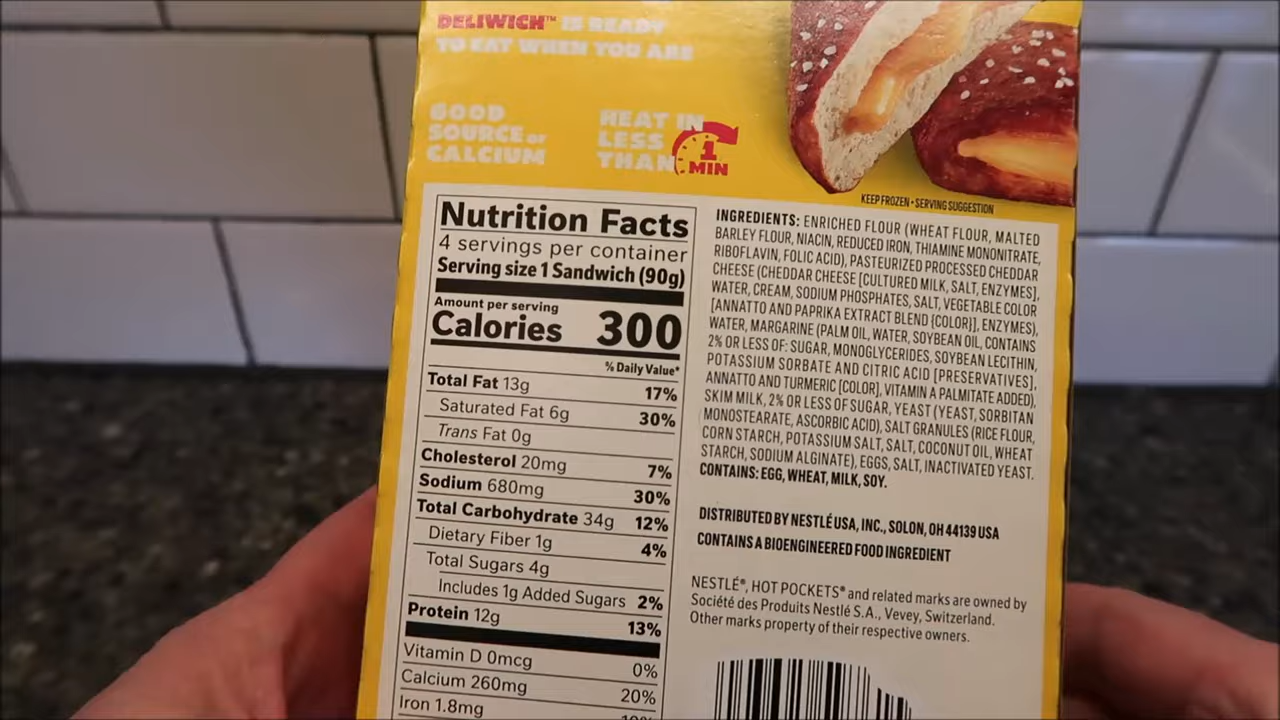 DELIWICH™ IS READY
TO EAT WHEN YOU ARE
GOOD
SOURCE OF
CALCIUM
HEAT IN
LESS
THAN
1
MIN
KEEP FROZEN • SERVING SUGGESTION
Nutrition Facts
4 servings per container
Serving size 1 Sandwich (90g)
Amount per serving
Calories 300
% Daily Value*
Total Fat 13g 17%
Saturated Fat 6g 30%
Trans Fat 0g
Cholesterol 20mg 7%
Sodium 680mg 30%
Total Carbohydrate 34g 12%
Dietary Fiber 1g 4%
Total Sugars 4g
Includes 1g Added Sugars 2%
Protein 12g 13%
Vitamin D 0mcg 0%
Calcium 260mg 20%
Iron 1.8mg 10%
INGREDIENTS: ENRICHED FLOUR (WHEAT FLOUR, MALTED
BARLEY FLOUR, NIACIN, REDUCED IRON, THIAMINE MONONITRATE,
RIBOFLAVIN, FOLIC ACID), PASTEURIZED PROCESSED CHEDDAR
CHEESE (CHEDDAR CHEESE [CULTURED MILK, SALT, ENZYMES],
WATER, CREAM, SODIUM PHOSPHATES, SALT, VEGETABLE COLOR
[ANNATTO AND PAPRIKA EXTRACT BLEND {COLOR}], ENZYMES),
WATER, MARGARINE (PALM OIL, WATER, SOYBEAN OIL, CONTAINS
2% OR LESS OF: SUGAR, MONOGLYCERIDES, SOYBEAN LECITHIN,
POTASSIUM SORBATE AND CITRIC ACID [PRESERVATIVES],
ANNATTO AND TURMERIC [COLOR], VITAMIN A PALMITATE ADDED),
SKIM MILK, 2% OR LESS OF SUGAR, YEAST (YEAST, SORBITAN
MONOSTEARATE, ASCORBIC ACID), SALT GRANULES (RICE FLOUR,
CORN STARCH, POTASSIUM SALT, SALT, COCONUT OIL, WHEAT
STARCH, SODIUM ALGINATE), EGGS, SALT, INACTIVATED YEAST.
CONTAINS: EGG, WHEAT, MILK, SOY.
DISTRIBUTED BY NESTLÉ USA, INC., SOLON, OH 44139 USA
CONTAINS A BIOENGINEERED FOOD INGREDIENT
NESTLÉ®, HOT POCKETS® and related marks are owned by
Société des Produits Nestlé S.A., Vevey, Switzerland.
Other marks property of their respective owners.